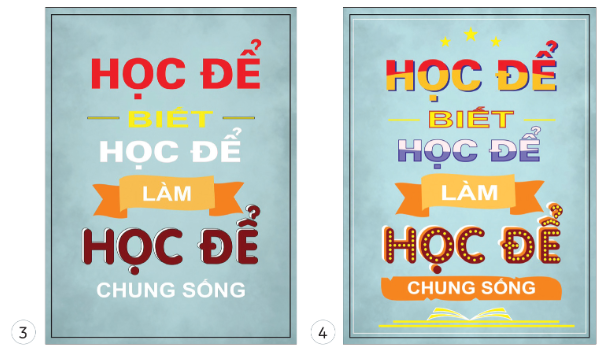 HỌC ĐỂ
BIẾT
HỌC ĐỂ
LÀM
HỌC ĐỂ
CHUNG SỐNG
3
HỌC ĐỂ
BIẾT
HỌC ĐỂ
LÀM
HỌC ĐỂ
CHUNG SỐNG
4